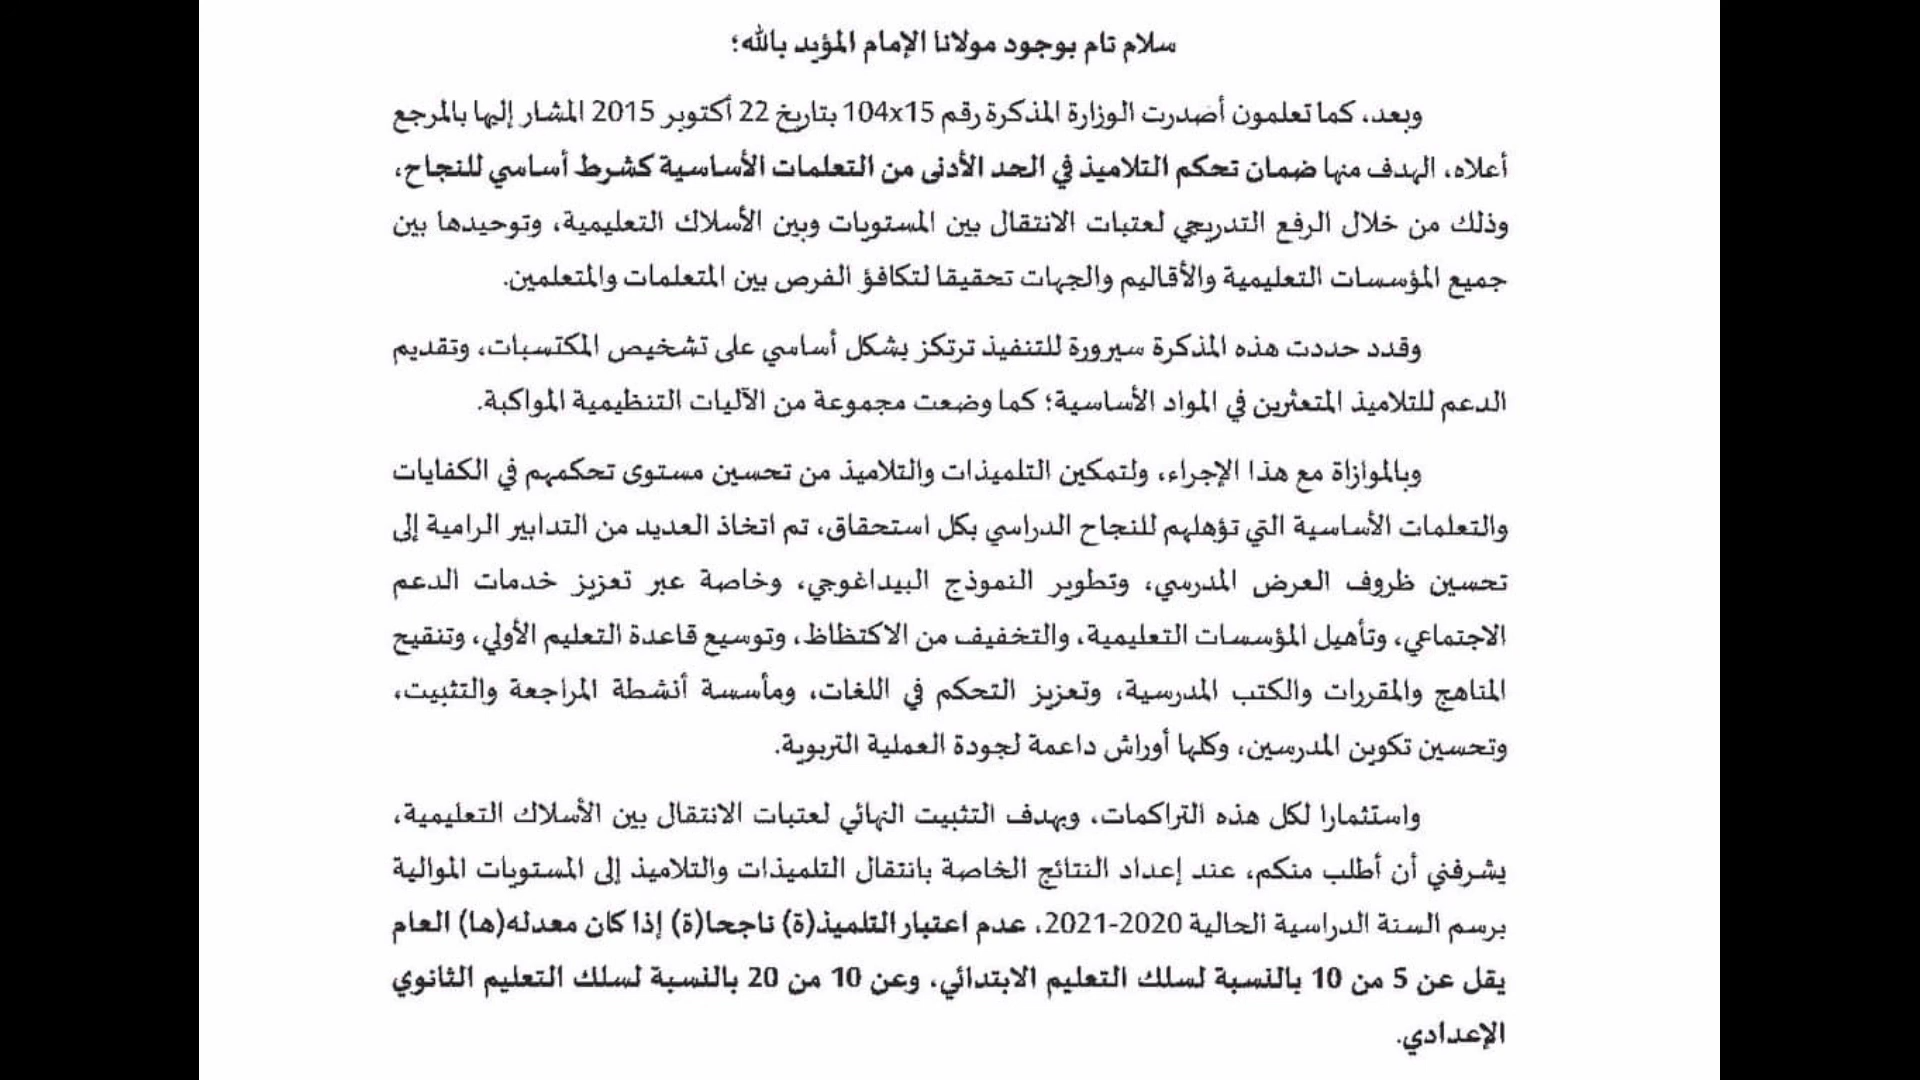 سلام تام بوجود مولانا الإمام المؤيد بالله؛
وبعد، كما تعلمون أصدرت الوزارة المذكرة رقم 104x15 بتاريخ 22 أكتوبر 2015 المشار إليها بالمرجع
أعلاه، الهدف منها ضمان تحكم التلاميذ في الحد الأدنى من التعلمات الأساسية كشرط أساسي للنجاح،
وذلك من خلال الرفع التدريجي لعتبات الانتقال بين المستويات وبين الأسلاك التعليمية، وتوحيدها بين
جميع المؤسسات التعليمية والأقاليم والجهات تحقيقا لتكافؤ الفرص بين المتعلمات والمتعلمين.
وقدد حددت هذه المذكرة سيرورة للتنفيذ ترتكز بشكل أساسي على تشخيص المكتسبات، وتقديم
الدعم للتلاميذ المتعثرين في المواد الأساسية؛ كما وضعت مجموعة من الآليات التنظيمية المواكبة.
وبالموازاة مع هذا الإجراء، ولتمكين التلميذات والتلاميذ من تحسين مستوى تحكمهم في الكفايات
والتعلمات الأساسية التي تؤهلهم للنجاح الدراسي بكل استحقاق، تم اتخاذ العديد من التدابير الرامية إلى
تحسين ظروف العرض المدرسي، وتطوير النموذج البيداغوجي، وخاصة عبر تعزيز خدمات الدعم
الاجتماعي، وتأهيل المؤسسات التعليمية، والتخفيف من الاكتظاظ، وتوسيع قاعدة التعليم الأولي، وتنقيح
المناهج والمقررات والكتب المدرسية، وتعزيز التحكم في اللغات، ومأسسة أنشطة المراجعة والتثبيت،
وتحسين تكوين المدرسين، وكلها أوراش داعمة لجودة العملية التربوية.
واستثمارا لكل هذه التراكمات، وبهدف التثبيت النهائي لعتبات الانتقال بين الأسلاك التعليمية،
يشرفني أن أطلب منكم، عند إعداد النتائج الخاصة بانتقال التلميذات والتلاميذ إلى المستويات الموالية
برسم السنة الدراسية الحالية 2020-2021، عدم اعتبار التلميذ(ة) ناجحا(ة) إذا كان معدله(ها) العام
يقل عن 5 من 10 بالنسبة لسلك التعليم الابتدائي، وعن 10 من 20 بالنسبة لسلك التعليم الثانوي
الإعدادي.